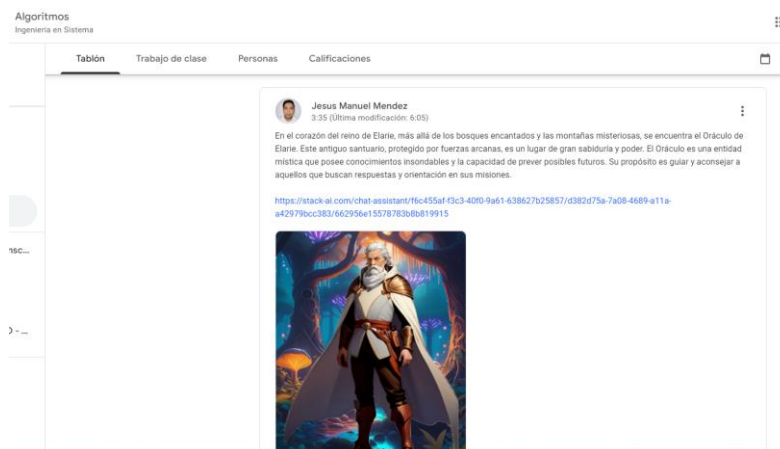 Algoritmos
Ingenieria en Sistema
Tablón Trabajo de clase Personas Calificaciones
Jesus Manuel Mendez
3:35 (Última modificación: 6:05)
En el corazón del reino de Elarie, más allá de los bosques encantados y las montañas misteriosas, se encuentra el Oráculo de
Elarie. Este antiguo santuario, protegido por fuerzas arcanas, es un lugar de gran sabiduría y poder. El Oráculo es una entidad
mística que posee conocimientos insondables y la capacidad de prever posibles futuros. Su propósito es guiar y aconsejar a
aquellos que buscan respuestas y orientación en sus misiones.
https://stack-ai.com/chat-assistant/f6c455af-f3c3-40f0-9a61-638627b25857/d382d75a-7a08-4689-a11a-
a42979bcc383/662956e15578783b8b819915